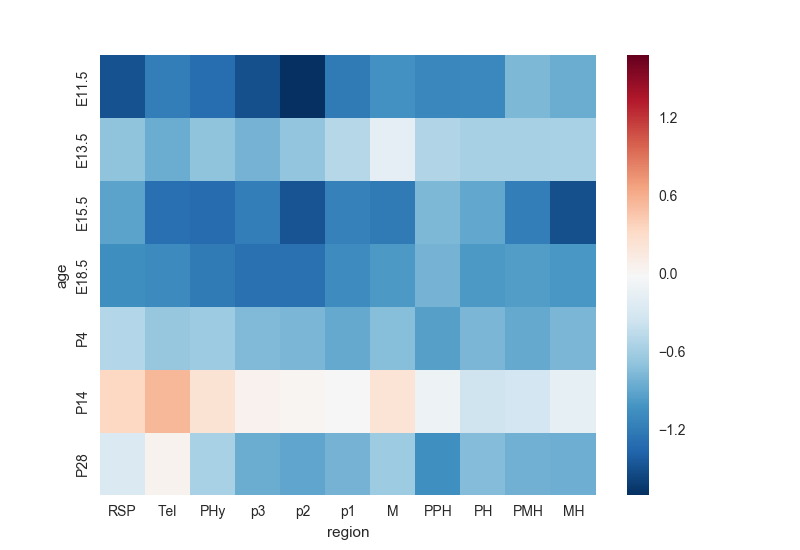 E11.5
E13.5
E15.5
E18.5
P4
P14
P28
age
RSP Tel PHy p3 p2 p1 M PPH PH PMH MH
region
1.2
0.6
0.0
−0.6
−1.2